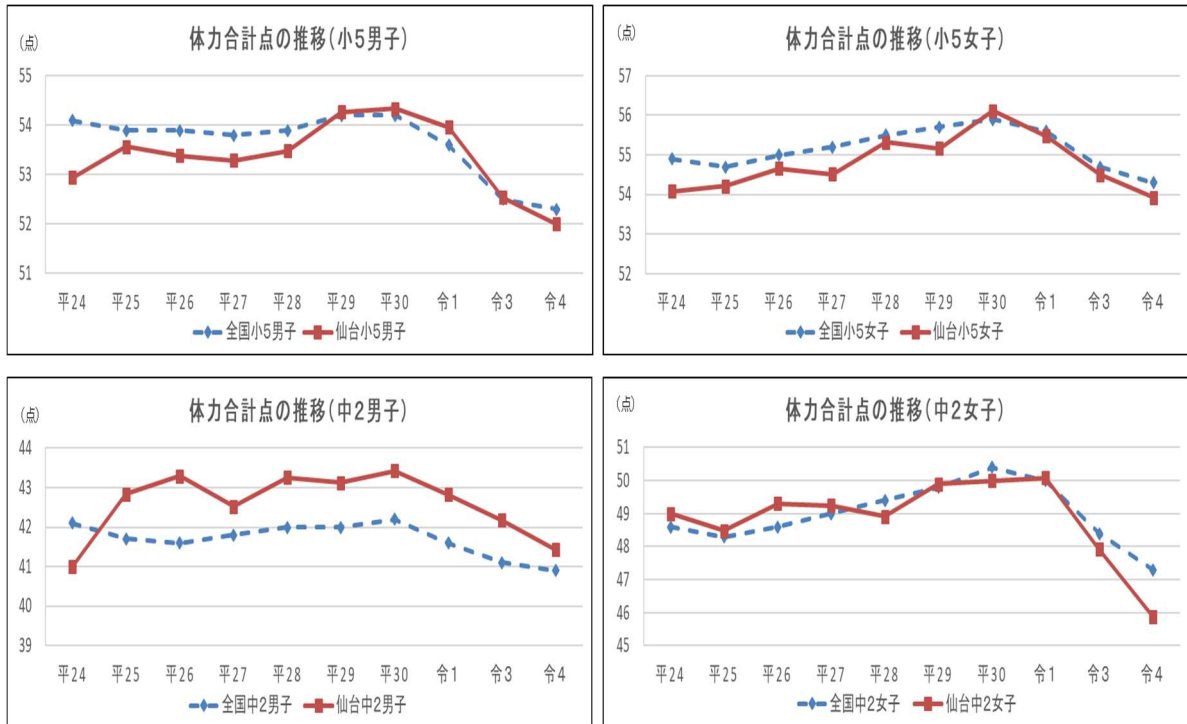 体力合計点の推移(小5男子)
(点)
55
54
53
52
51
平24 平25 平26 平27 平28 平29 平30 令1 令3 令4
全国小5男子 仙台小5男子
体力合計点の推移(小5女子)
(点)
57
56
55
54
53
52
平24 平25 平26 平27 平28 平29 平30 令1 令3 令4
全国小5女子 仙台小5女子
体力合計点の推移(中2男子)
(点)
44
43
42
41
40
39
平24 平25 平26 平27 平28 平29 平30 令1 令3 令4
全国中2男子 仙台中2男子
体力合計点の推移(中2女子)
(点)
51
50
49
48
47
46
45
平24 平25 平26 平27 平28 平29 平30 令1 令3 令4
全国中2女子 仙台中2女子